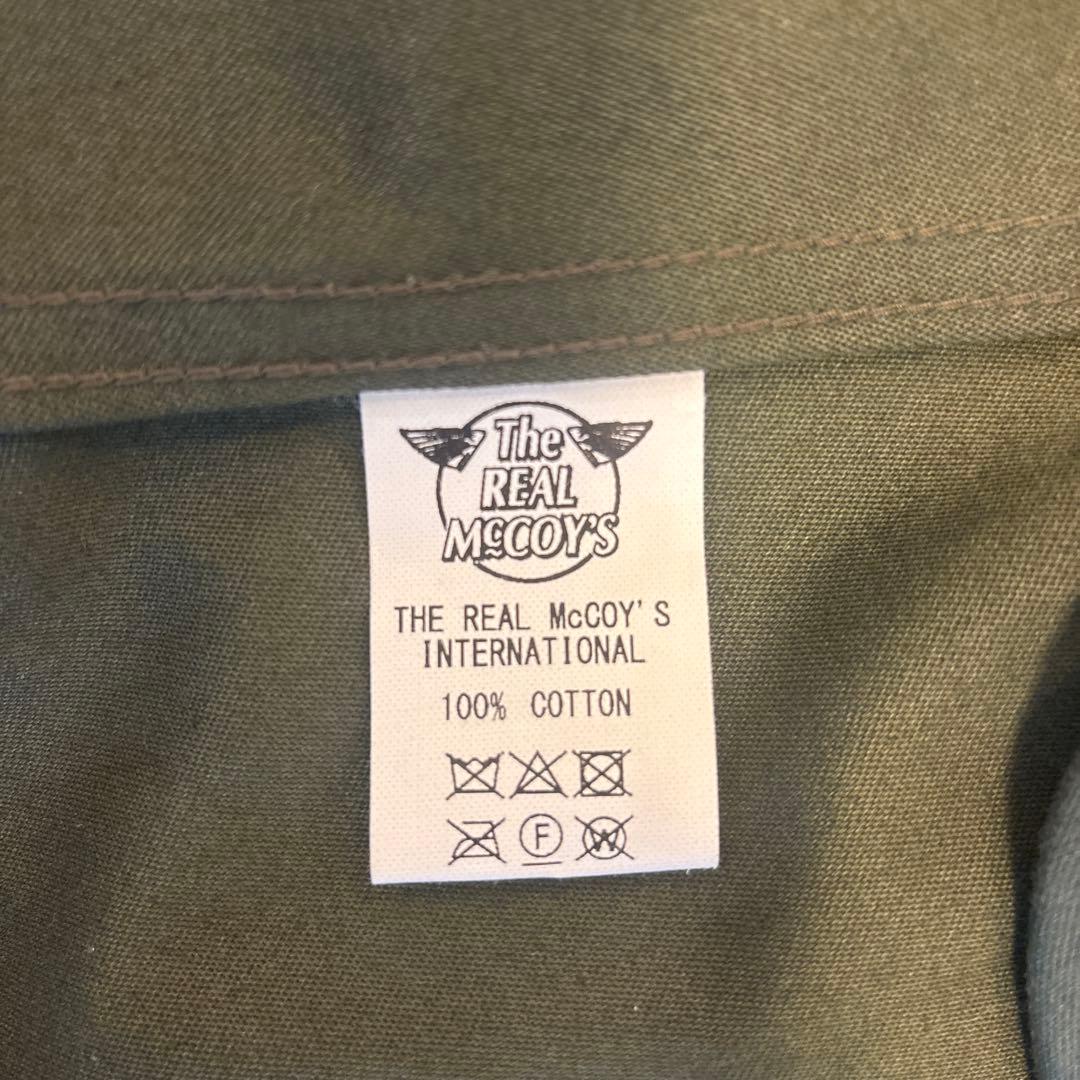 The
REAL
McCOY'S
THE REAL McCOY'S
INTERNATIONAL
100% COTTON
F
W